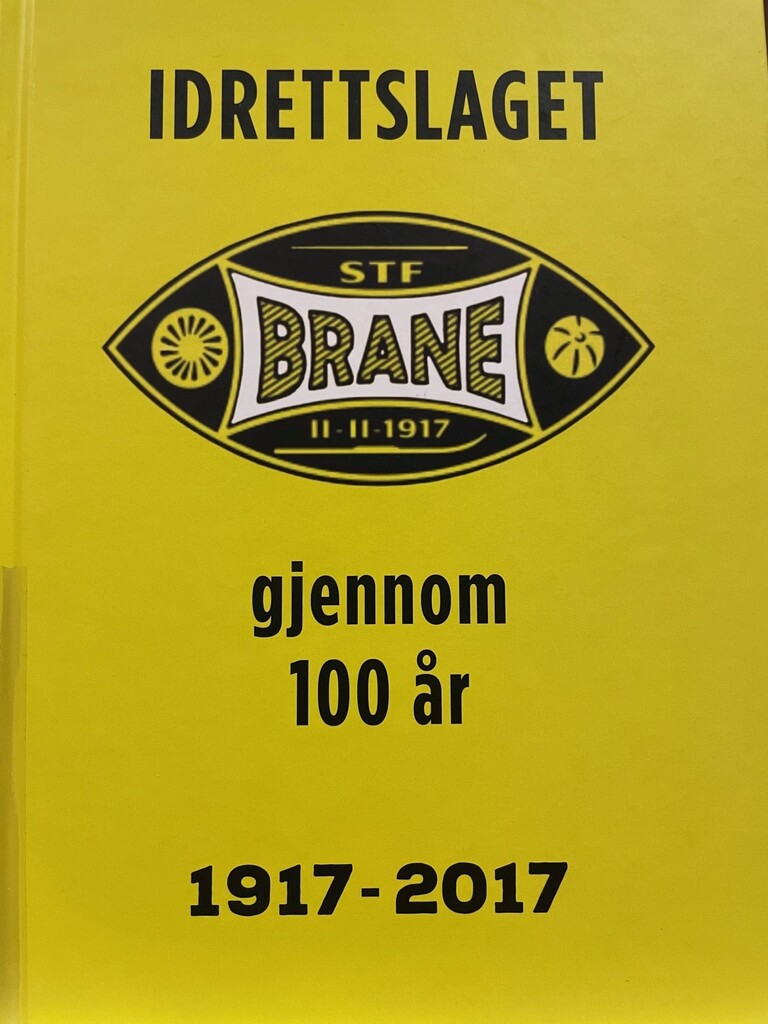 IDRETTSLAGET
STF
BRANE
11-11-1917
gjennom
100 år
1917-2017